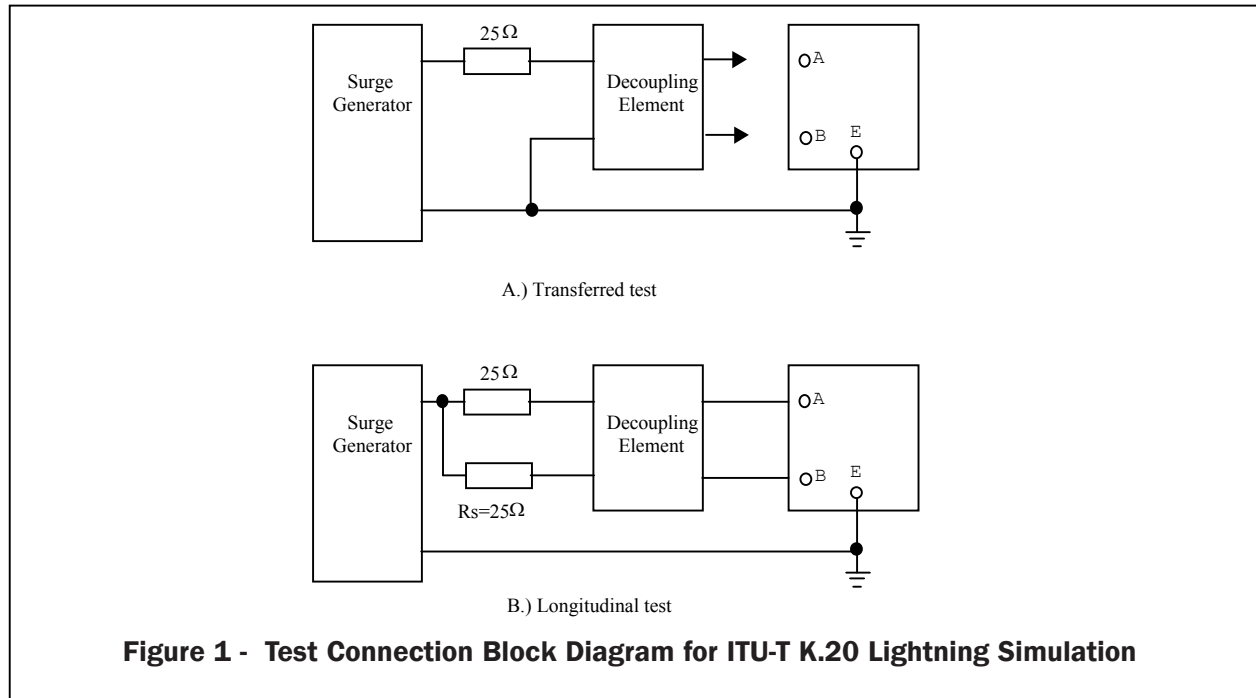 25Ω
Surge
Generator
Decoupling
Element
A
B
E
A.) Transferred test
25Ω
Surge
Generator
Decoupling
Element
A
B
E
Rs=25Ω
B.) Longitudinal test
Figure 1 - Test Connection Block Diagram for ITU-T K.20 Lightning Simulation